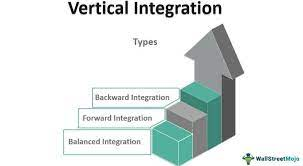 Vertical Integration
Types
Backward Integration
Forward Integration
Balanced Integration
WallStreetMojo